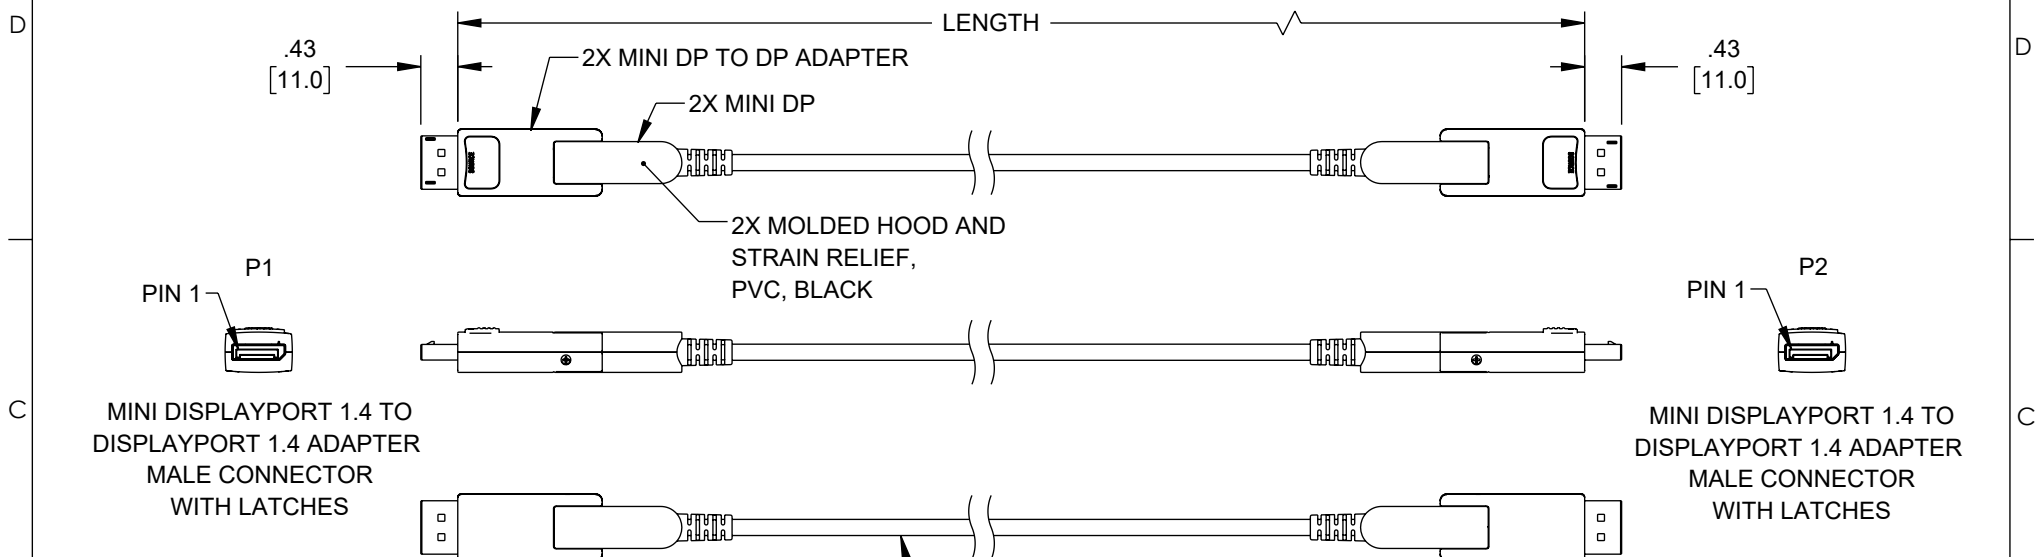 D
LENGTH
D
.43
[11.0]
2X MINI DP TO DP ADAPTER
.43
[11.0]
2X MINI DP
2X MOLDED HOOD AND
STRAIN RELIEF,
PVC, BLACK
P1
PIN 1
P2
PIN 1
C
MINI DISPLAYPORT 1.4 TO
DISPLAYPORT 1.4 ADAPTER
MALE CONNECTOR
WITH LATCHES
MINI DISPLAYPORT 1.4 TO
DISPLAYPORT 1.4 ADAPTER
MALE CONNECTOR
WITH LATCHES
C